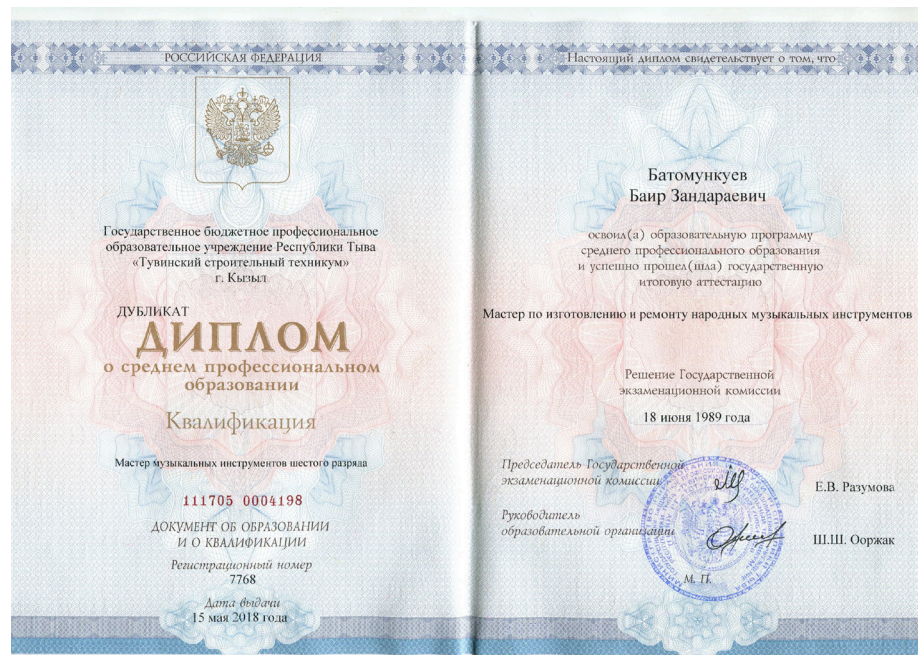 РОССИЙСКАЯ ФЕДЕРАЦИЯ
Государственное бюджетное профессиональное
образовательное учреждение Республики Тыва
«Тувинский строительный техникум»
г. Кызыл
ДУБЛИКАТ
ДИПЛОМ
о среднем профессиональном
образовании
Квалификация
Мастер музыкальных инструментов шестого разряда
111705 0004198
ДОКУМЕНТ ОБ ОБРАЗОВАНИИ
И О КВАЛИФИКАЦИИ
Регистрационный номер
7768
Дата выдачи
15 мая 2018 года
Настоящий диплом свидетельствует о том, что
Батомункуев
Баир Зандараевич
освоил(а) образовательную программу
среднего профессионального образования
и успешно прошел(шла) государственную
итоговую аттестацию
Мастер по изготовлению и ремонту народных музыкальных инструментов
Решение Государственной
экзаменационной комиссии
18 июня 1989 года
Председатель Государственной
экзаменационной комиссии
Е.В. Разумова
Руководитель
образовательной организации
Ш.Ш. Ооржак
М. П.